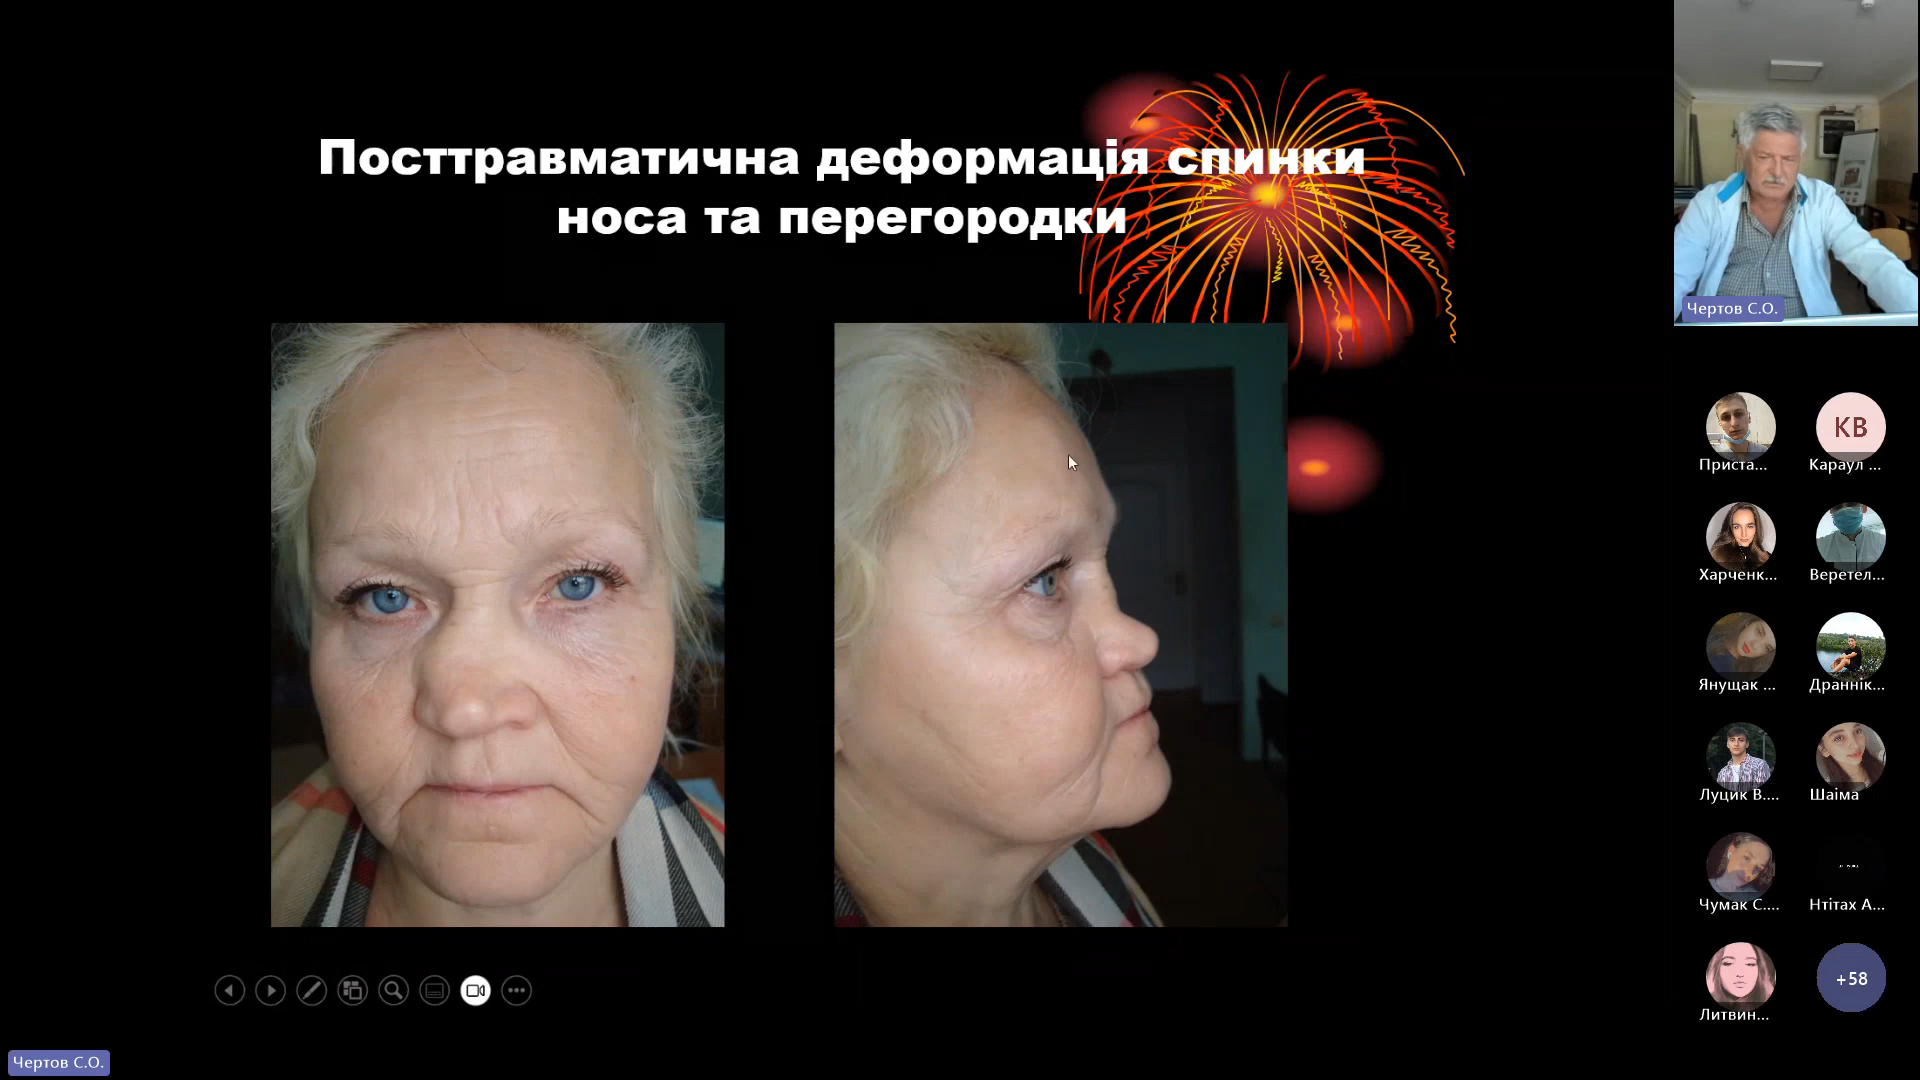 Посттравматична деформація спинки
носа та перегородки
Чертов С.О.
Приста...
Караул ...
КВ
Харченк...
Веретел...
Янущак ...
Драннік...
Луцик В....
Шаіма
Чумак С....
Нтітах А...
Литвин...
+58
Чертов С.О.